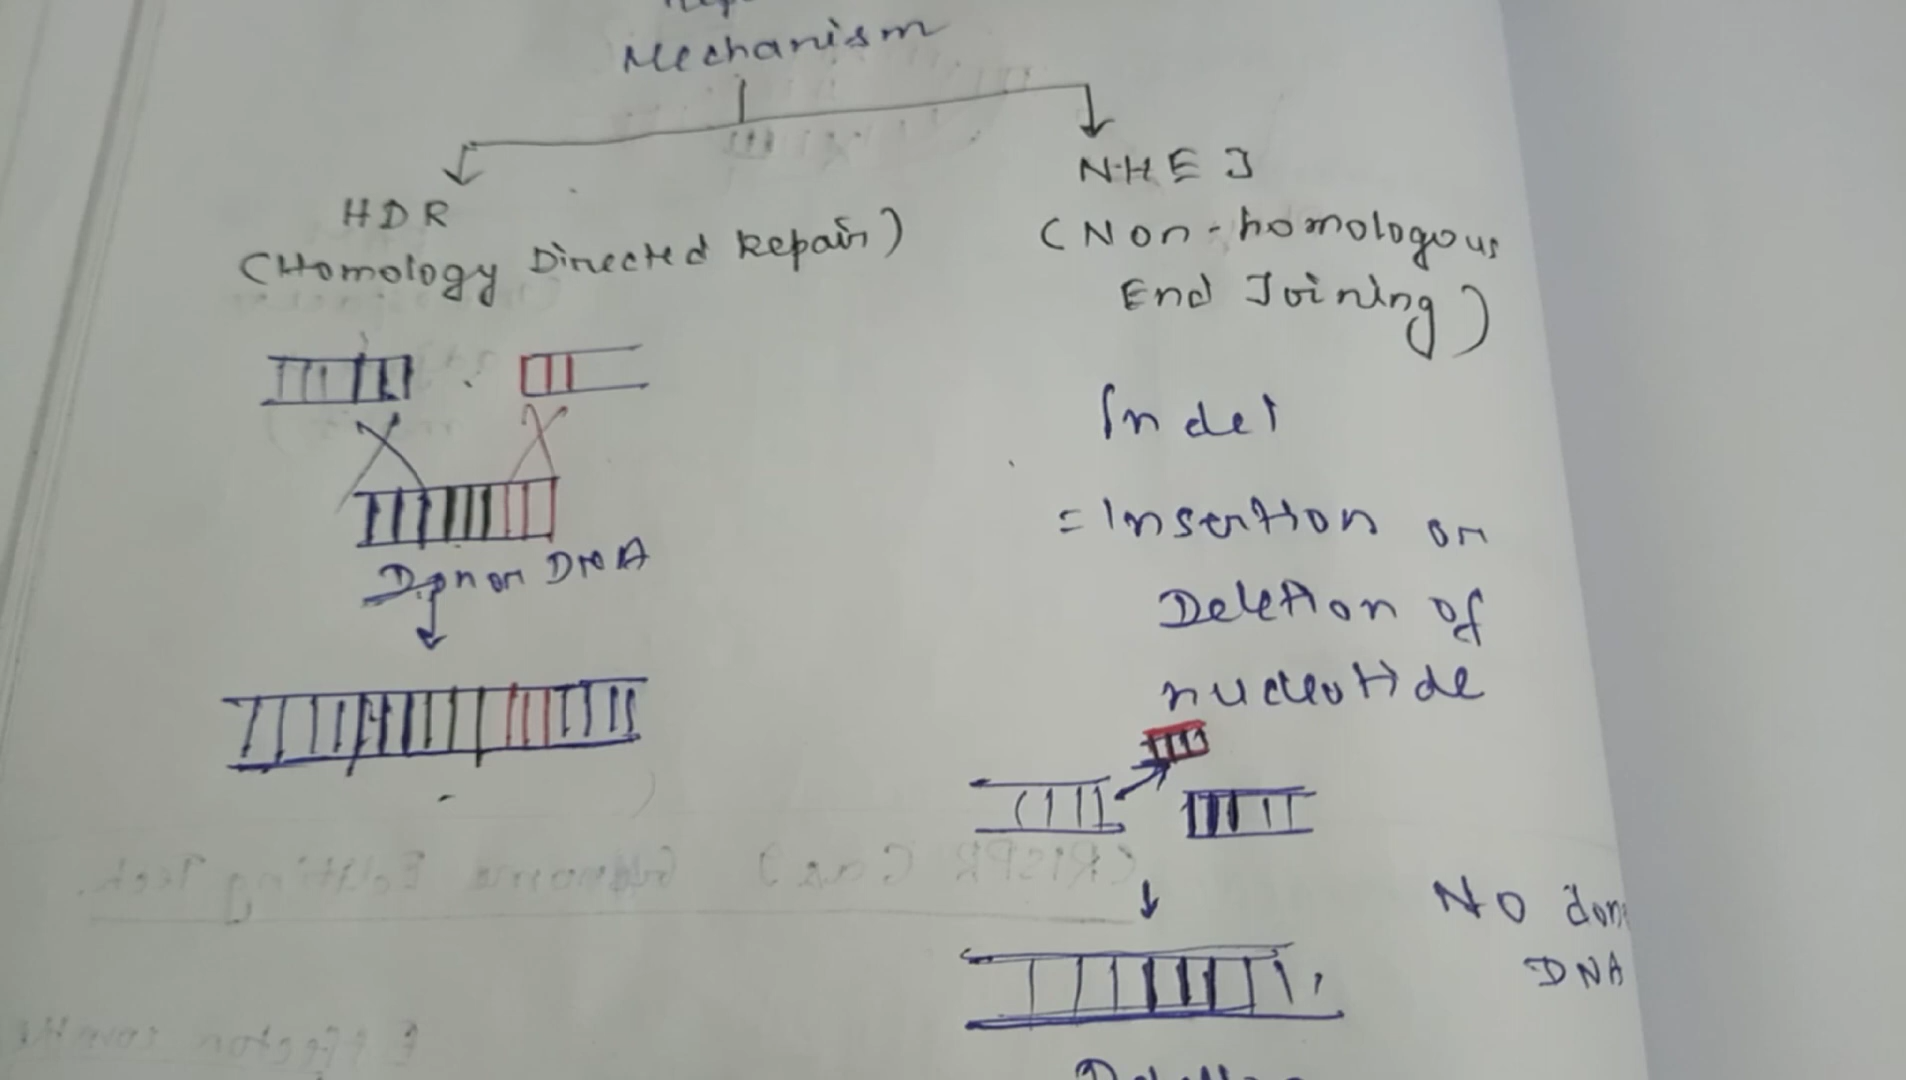 Mechanism
HDR
(Homology Directed Repair)
NHEJ
(Non-homologous
End Joining)
Indel
= Insertion or
Deletion of
nucleotide
Donor DNA
No don
DNA